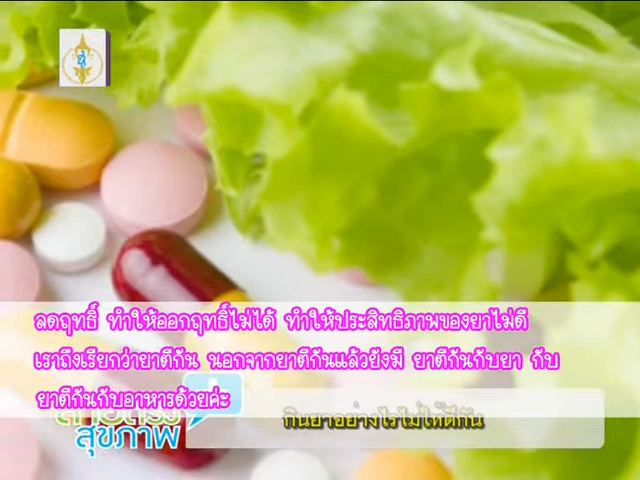 ลดฤทธิ์ ทำให้ออกฤทธิ์ไม่ได้ ทำให้ประสิทธิภาพของยาไม่ดี
เราถึงเรียกว่ายาตีกัน นอกจากยาตีกันแล้วยังมี ยาตีกันกับยา กับ
ยาตีกันกับอาหารด้วยค่ะ
สายตรง
สุขภาพ
กินยาอย่างไรไม่ให้ตีกัน